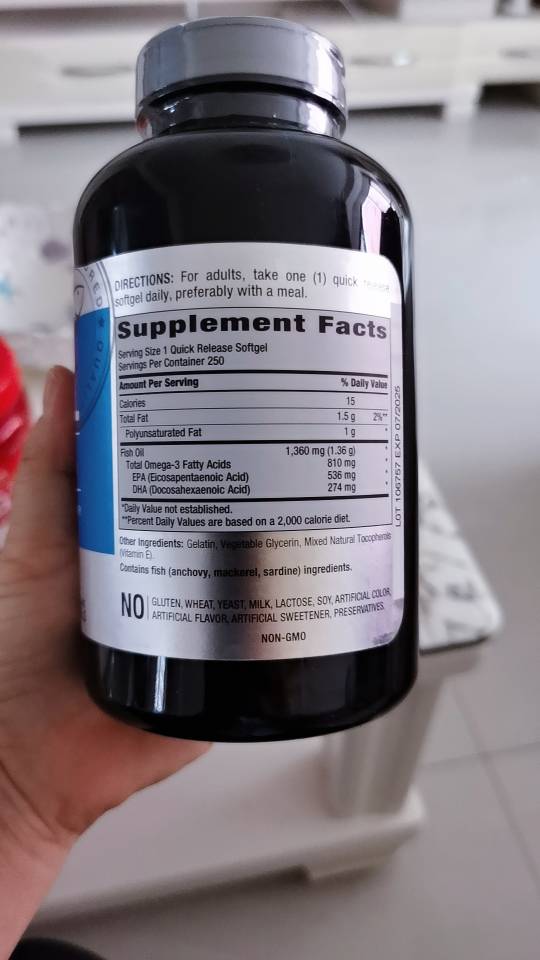 DIRECTIONS: For adults, take one (1) quick release
softgel daily, preferably with a meal.
Supplement Facts
Serving Size 1 Quick Release Softgel
Servings Per Container 250
Amount Per Serving % Daily Value
Calories 15
Total Fat 1.5 g 2%**
Polyunsaturated Fat 1 g *
Fish Oil 1,360 mg (1.36 g) *
Total Omega-3 Fatty Acids 810 mg *
EPA (Eicosapentaenoic Acid) 536 mg *
DHA (Docosahexaenoic Acid) 274 mg *
*Daily Value not established.
**Percent Daily Values are based on a 2,000 calorie diet.
Other Ingredients: Gelatin, Vegetable Glycerin, Mixed Natural Tocopherols
(Vitamin E).
Contains fish (anchovy, mackerel, sardine) ingredients.
NO GLUTEN, WHEAT, YEAST, MILK, LACTOSE, SOY, ARTIFICIAL COLOR,
ARTIFICIAL FLAVOR, ARTIFICIAL SWEETENER, PRESERVATIVES.
NON-GMO
LOT 106757 EXP 07/2025